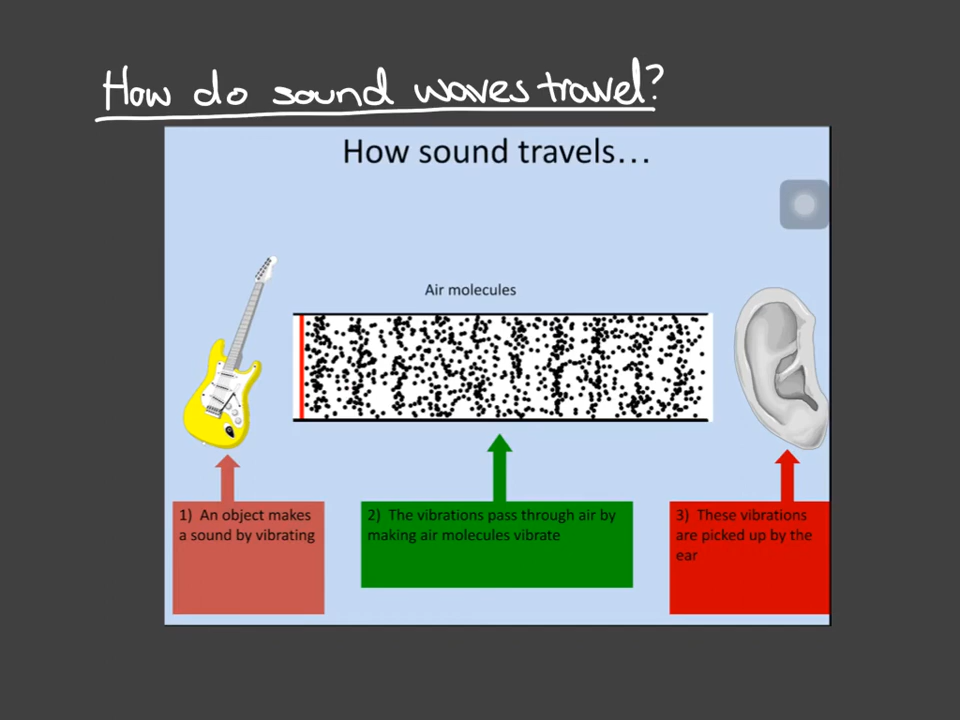 How do sound waves travel?
How sound travels...
Air molecules
1) An object makes
a sound by vibrating
2) The vibrations pass through air by
making air molecules vibrate
3) These vibrations
are picked up by the
ear